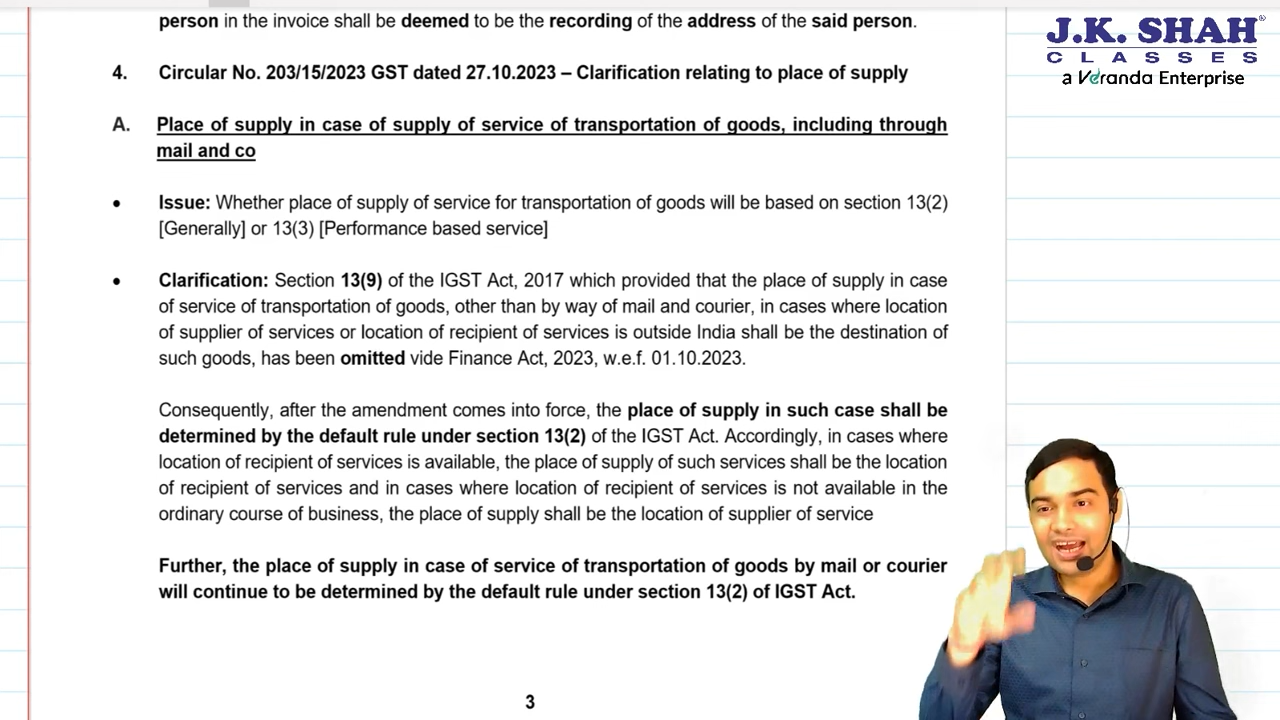 person in the invoice shall be deemed to be the recording of the address of the said person.
J.K. SHAH®
CLASSES
a Veranda Enterprise
4. Circular No. 203/15/2023 GST dated 27.10.2023 – Clarification relating to place of supply
A. Place of supply in case of supply of service of transportation of goods, including through
mail and co
• Issue: Whether place of supply of service for transportation of goods will be based on section 13(2)
[Generally] or 13(3) [Performance based service]
• Clarification: Section 13(9) of the IGST Act, 2017 which provided that the place of supply in case
of service of transportation of goods, other than by way of mail and courier, in cases where location
of supplier of services or location of recipient of services is outside India shall be the destination of
such goods, has been omitted vide Finance Act, 2023, w.e.f. 01.10.2023.
Consequently, after the amendment comes into force, the place of supply in such case shall be
determined by the default rule under section 13(2) of the IGST Act. Accordingly, in cases where
location of recipient of services is available, the place of supply of such services shall be the location
of recipient of services and in cases where location of recipient of services is not available in the
ordinary course of business, the place of supply shall be the location of supplier of service
Further, the place of supply in case of service of transportation of goods by mail or courier
will continue to be determined by the default rule under section 13(2) of IGST Act.
3